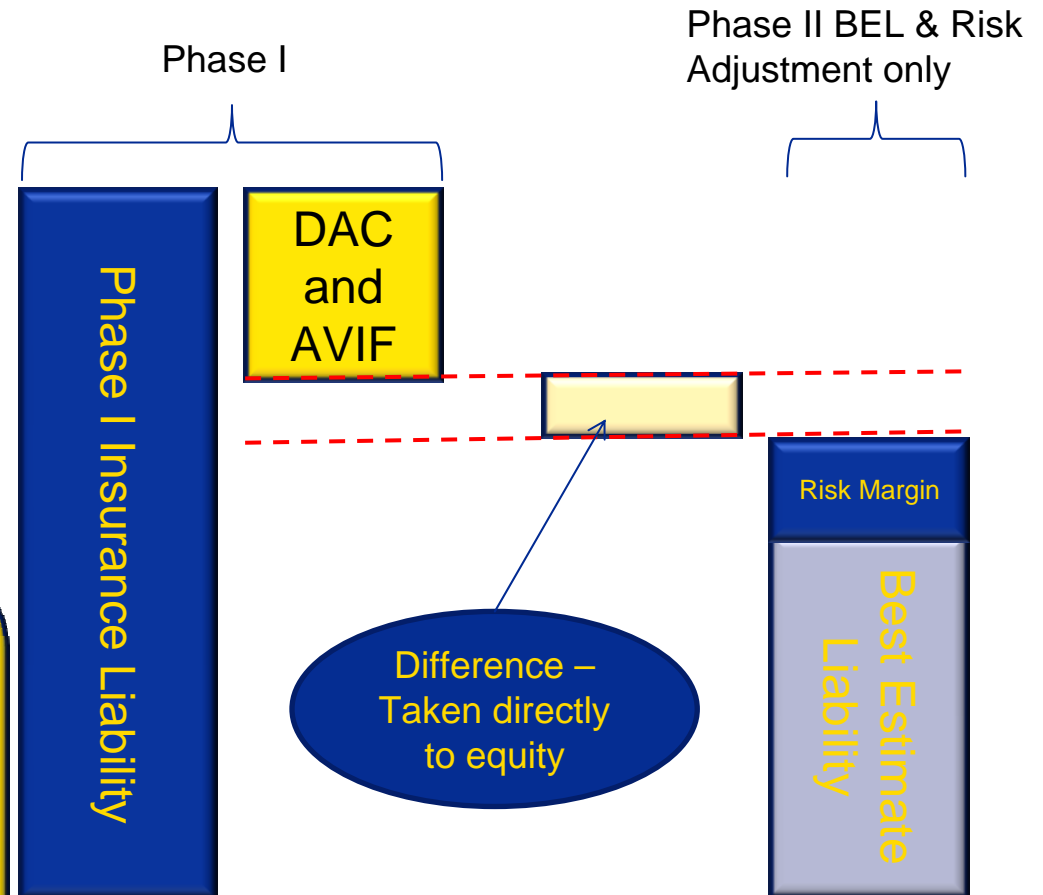 Phase I
Phase II BEL & Risk
Adjustment only
Phase I Insurance Liability
DAC
and
AVIF
Risk Margin
Best Estimate
Liability
Difference –
Taken directly
to equity